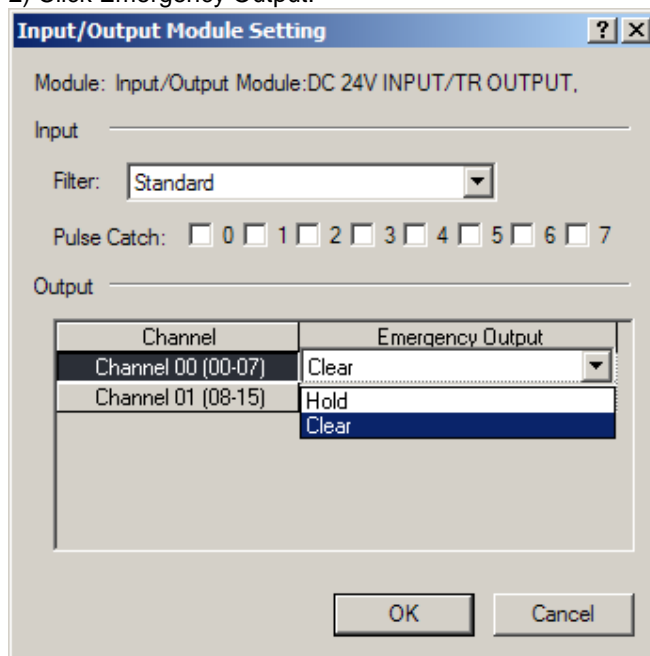 2) Click Emergency Output.
Input/Output Module Setting
Module: Input/Output Module:DC 24V INPUT/TR OUTPUT,
Input
Filter: Standard
Pulse Catch: 0 1 2 3 4 5 6 7
Output
Channel Emergency Output
Channel 00 (00-07) Clear
Channel 01 (08-15) Hold
Clear
OK Cancel